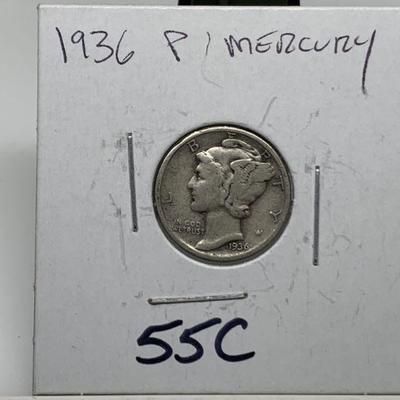 1936 P / MERCURY
LIBERTY
IN GOD
WE TRUST
1936
55C